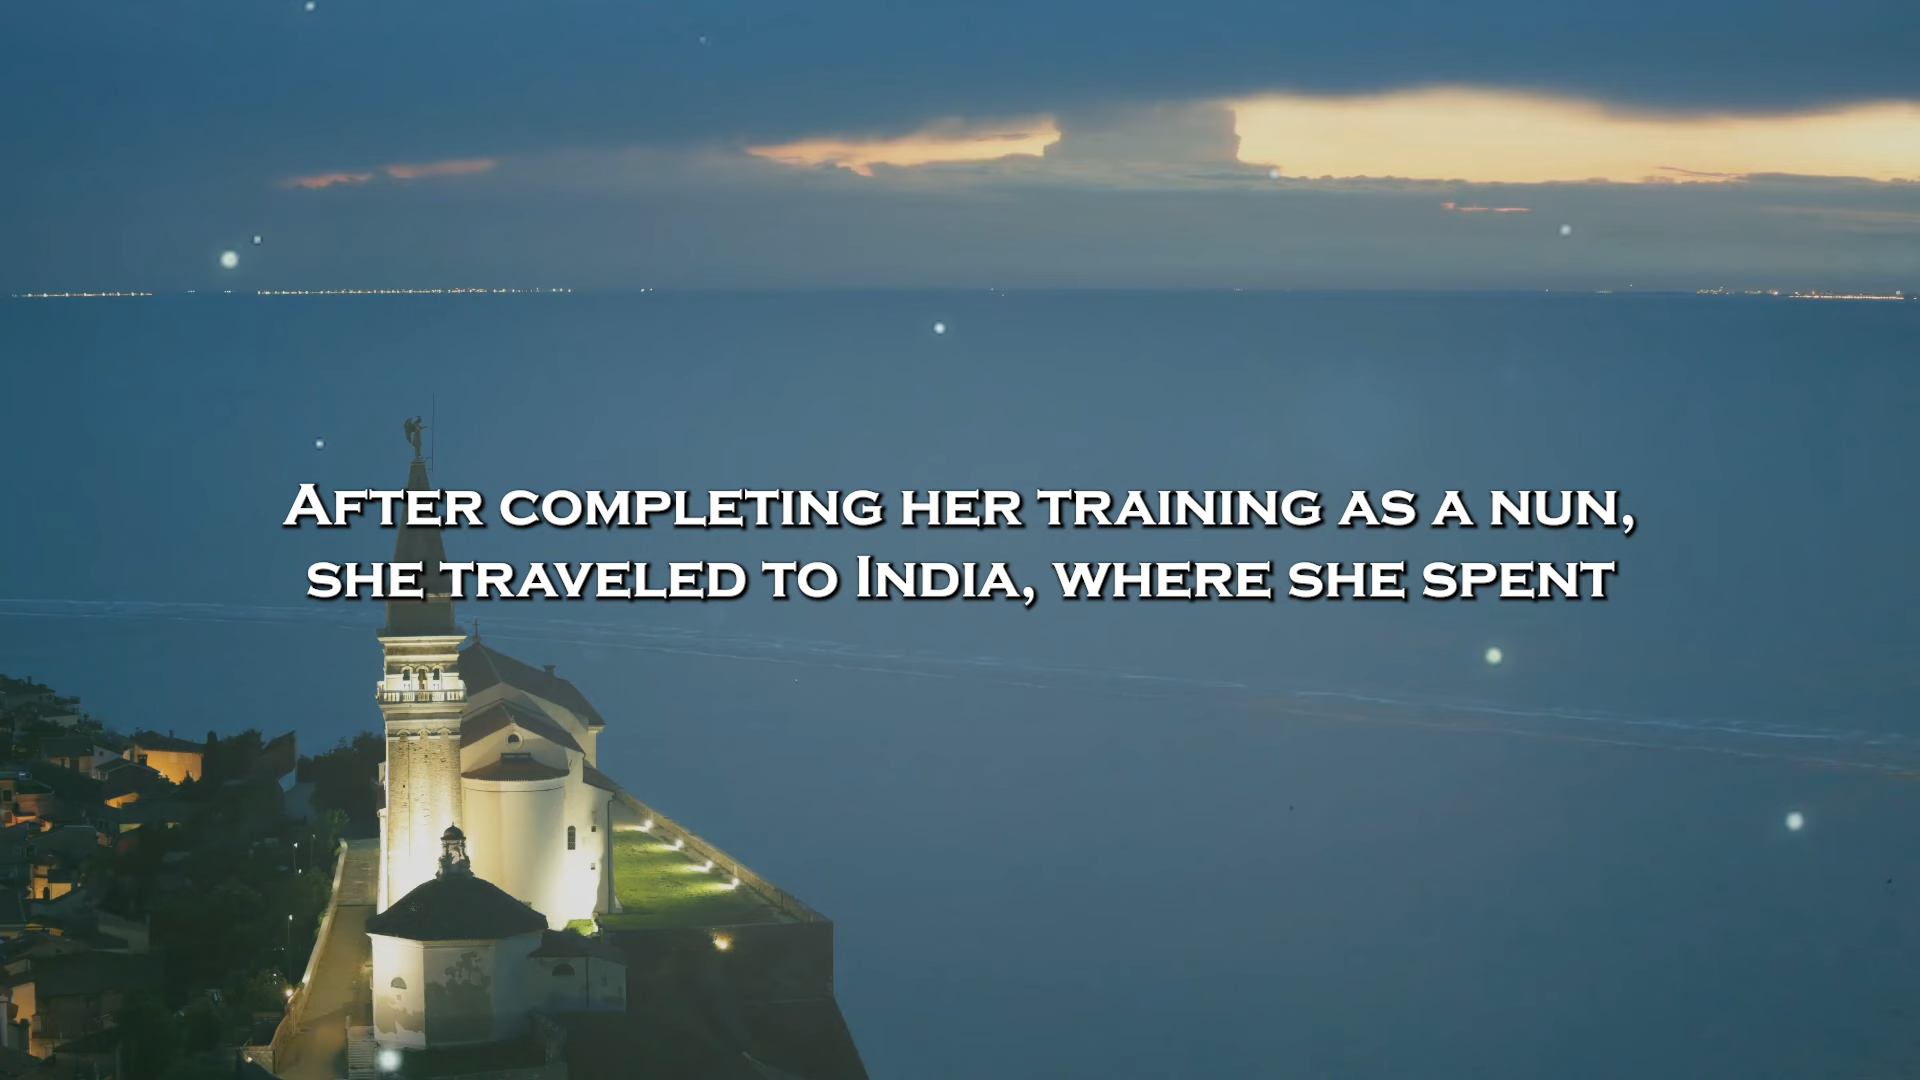 After completing her training as a nun,
she traveled to India, where she spent